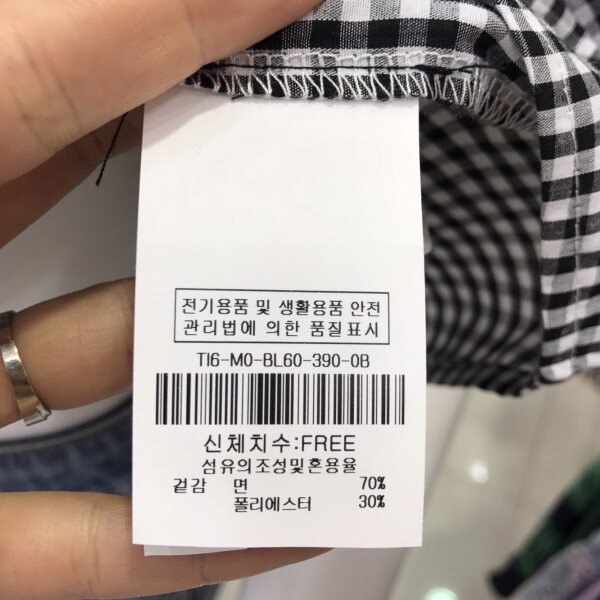 전기용품 및 생활용품 안전
관리법에 의한 품질표시
TI6-M0-BL60-390-0B
신체치수:FREE
섬유의조성및혼용율
겉감 면 70%
폴리에스터 30%